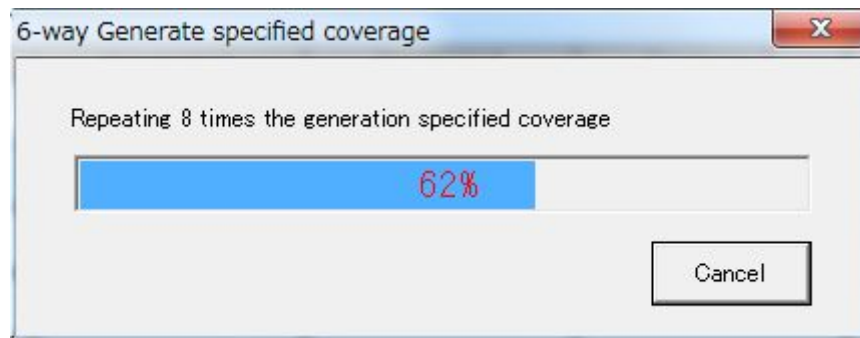 6-way Generate specified coverage
Repeating 8 times the generation specified coverage
62%
Cancel